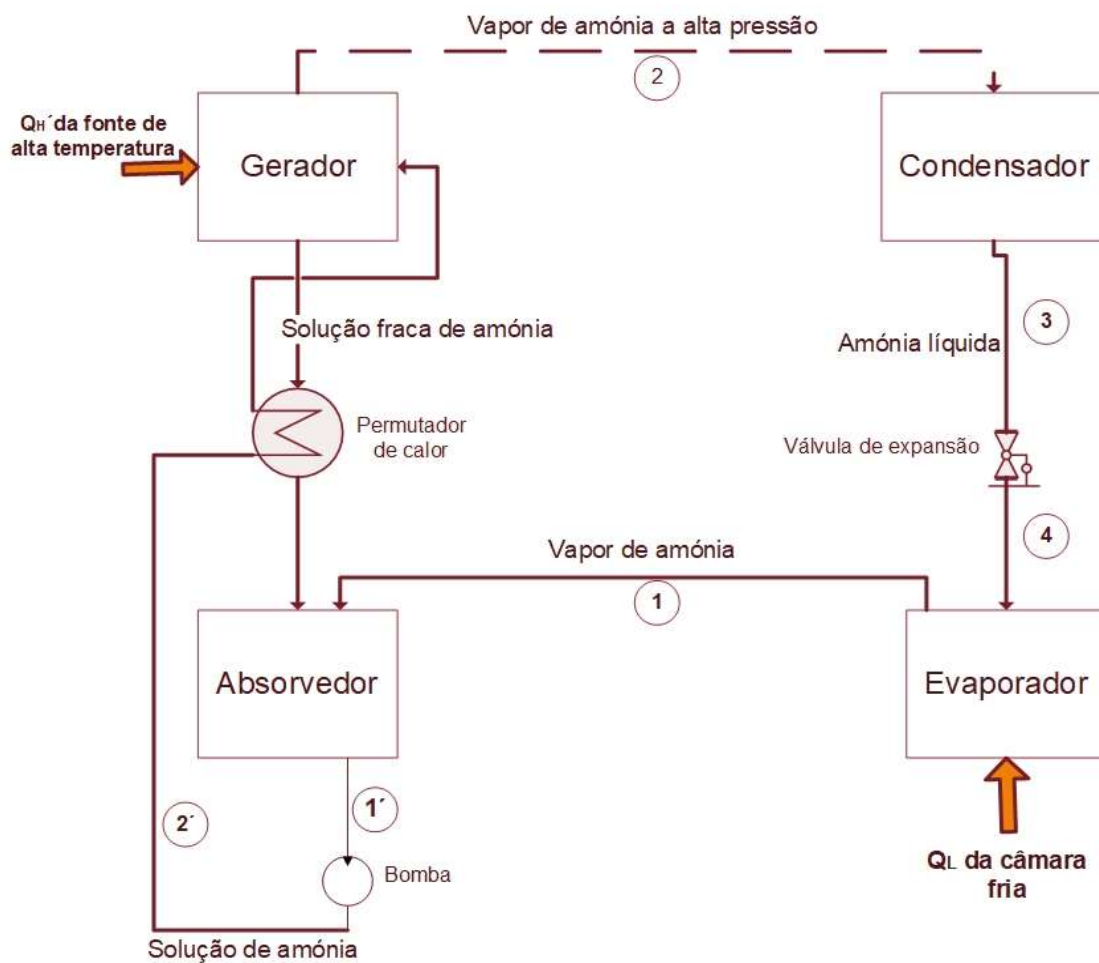 Vapor de amónia a alta pressão
2
QH´da fonte de
alta temperatura
Gerador
Condensador
Solução fraca de amónia
3
Amónia líquida
Permutador
de calor
Válvula de expansão
4
Vapor de amónia
1
Absorvedor
Evaporador
1´
2´
Bomba
QL da câmara
fria
Solução de amónia